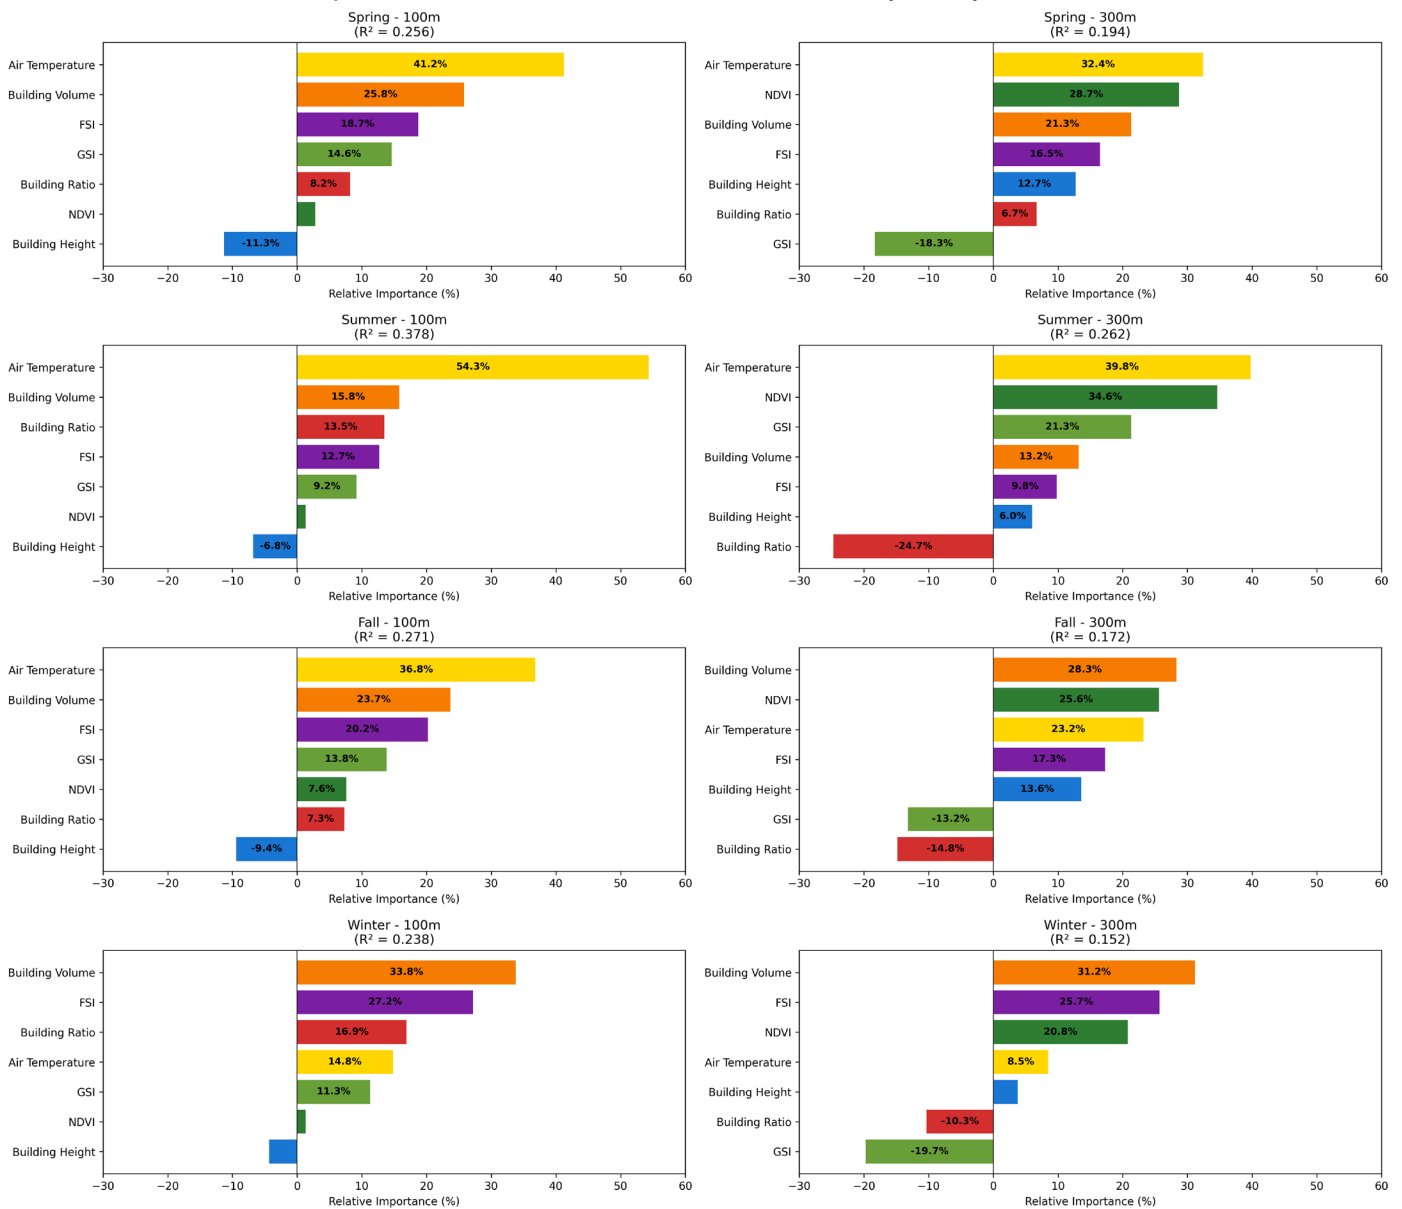 Spring - 100m
(R² = 0.256)
Air Temperature
41.2%
Building Volume
25.8%
FSI
18.7%
GSI
14.6%
Building Ratio
8.2%
NDVI
Building Height
-11.3%
−30 −20 −10 0 10 20 30 40 50 60
Relative Importance (%)
Spring - 300m
(R² = 0.194)
Air Temperature
32.4%
NDVI
28.7%
Building Volume
21.3%
FSI
16.5%
Building Height
12.7%
Building Ratio
6.7%
GSI
-18.3%
−30 −20 −10 0 10 20 30 40 50 60
Relative Importance (%)
Summer - 100m
(R² = 0.378)
Air Temperature
54.3%
Building Volume
15.8%
Building Ratio
13.5%
FSI
12.7%
GSI
9.2%
NDVI
Building Height
-6.8%
−30 −20 −10 0 10 20 30 40 50 60
Relative Importance (%)
Summer - 300m
(R² = 0.262)
Air Temperature
39.8%
NDVI
34.6%
GSI
21.3%
Building Volume
13.2%
FSI
9.8%
Building Height
6.0%
Building Ratio
-24.7%
−30 −20 −10 0 10 20 30 40 50 60
Relative Importance (%)
Fall - 100m
(R² = 0.271)
Air Temperature
36.8%
Building Volume
23.7%
FSI
20.2%
GSI
13.8%
NDVI
7.6%
Building Ratio
7.3%
Building Height
-9.4%
−30 −20 −10 0 10 20 30 40 50 60
Relative Importance (%)
Fall - 300m
(R² = 0.172)
Building Volume
28.3%
NDVI
25.6%
Air Temperature
23.2%
FSI
17.3%
Building Height
13.6%
GSI
-13.2%
Building Ratio
-14.8%
−30 −20 −10 0 10 20 30 40 50 60
Relative Importance (%)
Winter - 100m
(R² = 0.238)
Building Volume
33.8%
FSI
27.2%
Building Ratio
16.9%
Air Temperature
14.8%
GSI
11.3%
NDVI
Building Height
−30 −20 −10 0 10 20 30 40 50 60
Relative Importance (%)
Winter - 300m
(R² = 0.152)
Building Volume
31.2%
FSI
25.7%
NDVI
20.8%
Air Temperature
8.5%
Building Height
Building Ratio
-10.3%
GSI
-19.7%
−30 −20 −10 0 10 20 30 40 50 60
Relative Importance (%)